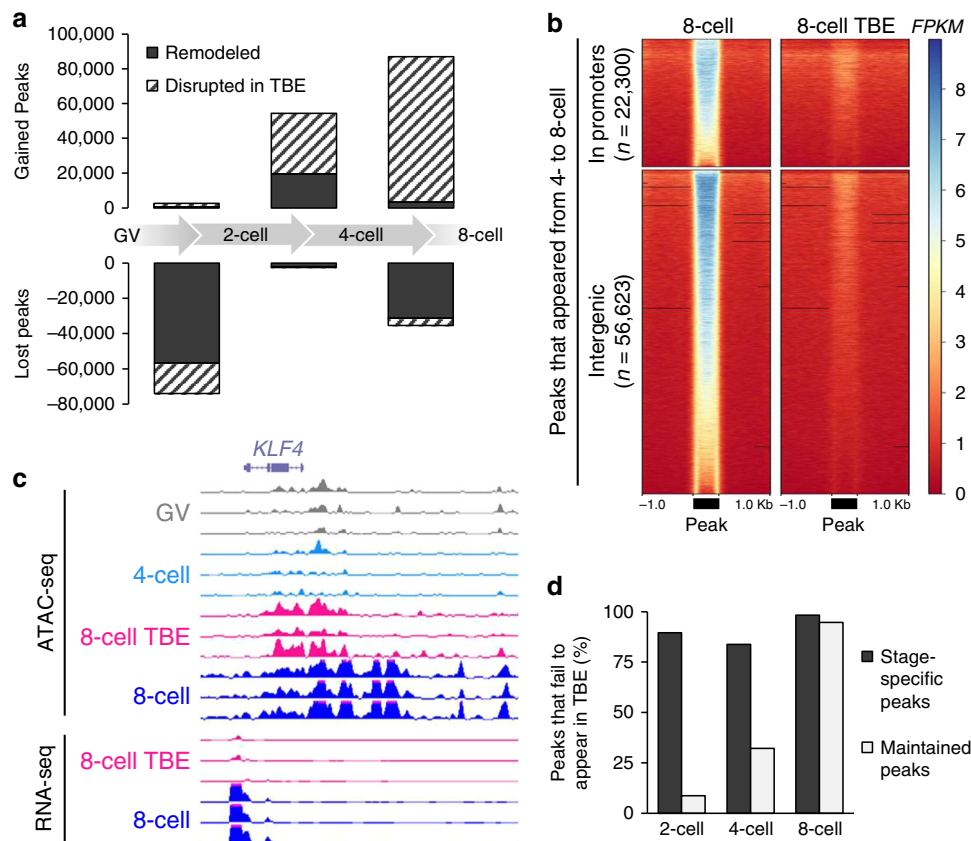 a
Gained Peaks
100,000
80,000
60,000
40,000
20,000
0
Remodeled
Disrupted in TBE
GV
2-cell
4-cell
8-cell
Lost peaks
0
−20,000
−40,000
−60,000
−80,000
b
8-cell
8-cell TBE
FPKM
Peaks that appeared from 4- to 8-cell
In promoters
(n = 22,300)
Intergenic
(n = 56,623)
8
7
6
5
4
3
2
1
0
−1.0
1.0 Kb
Peak
−1.0
1.0 Kb
Peak
c
KLF4
ATAC-seq
GV
4-cell
8-cell TBE
8-cell
RNA-seq
8-cell TBE
8-cell
d
Peaks that fail to
appear in TBE (%)
100
75
50
25
0
2-cell
4-cell
8-cell
Stage-
specific
peaks
Maintained
peaks